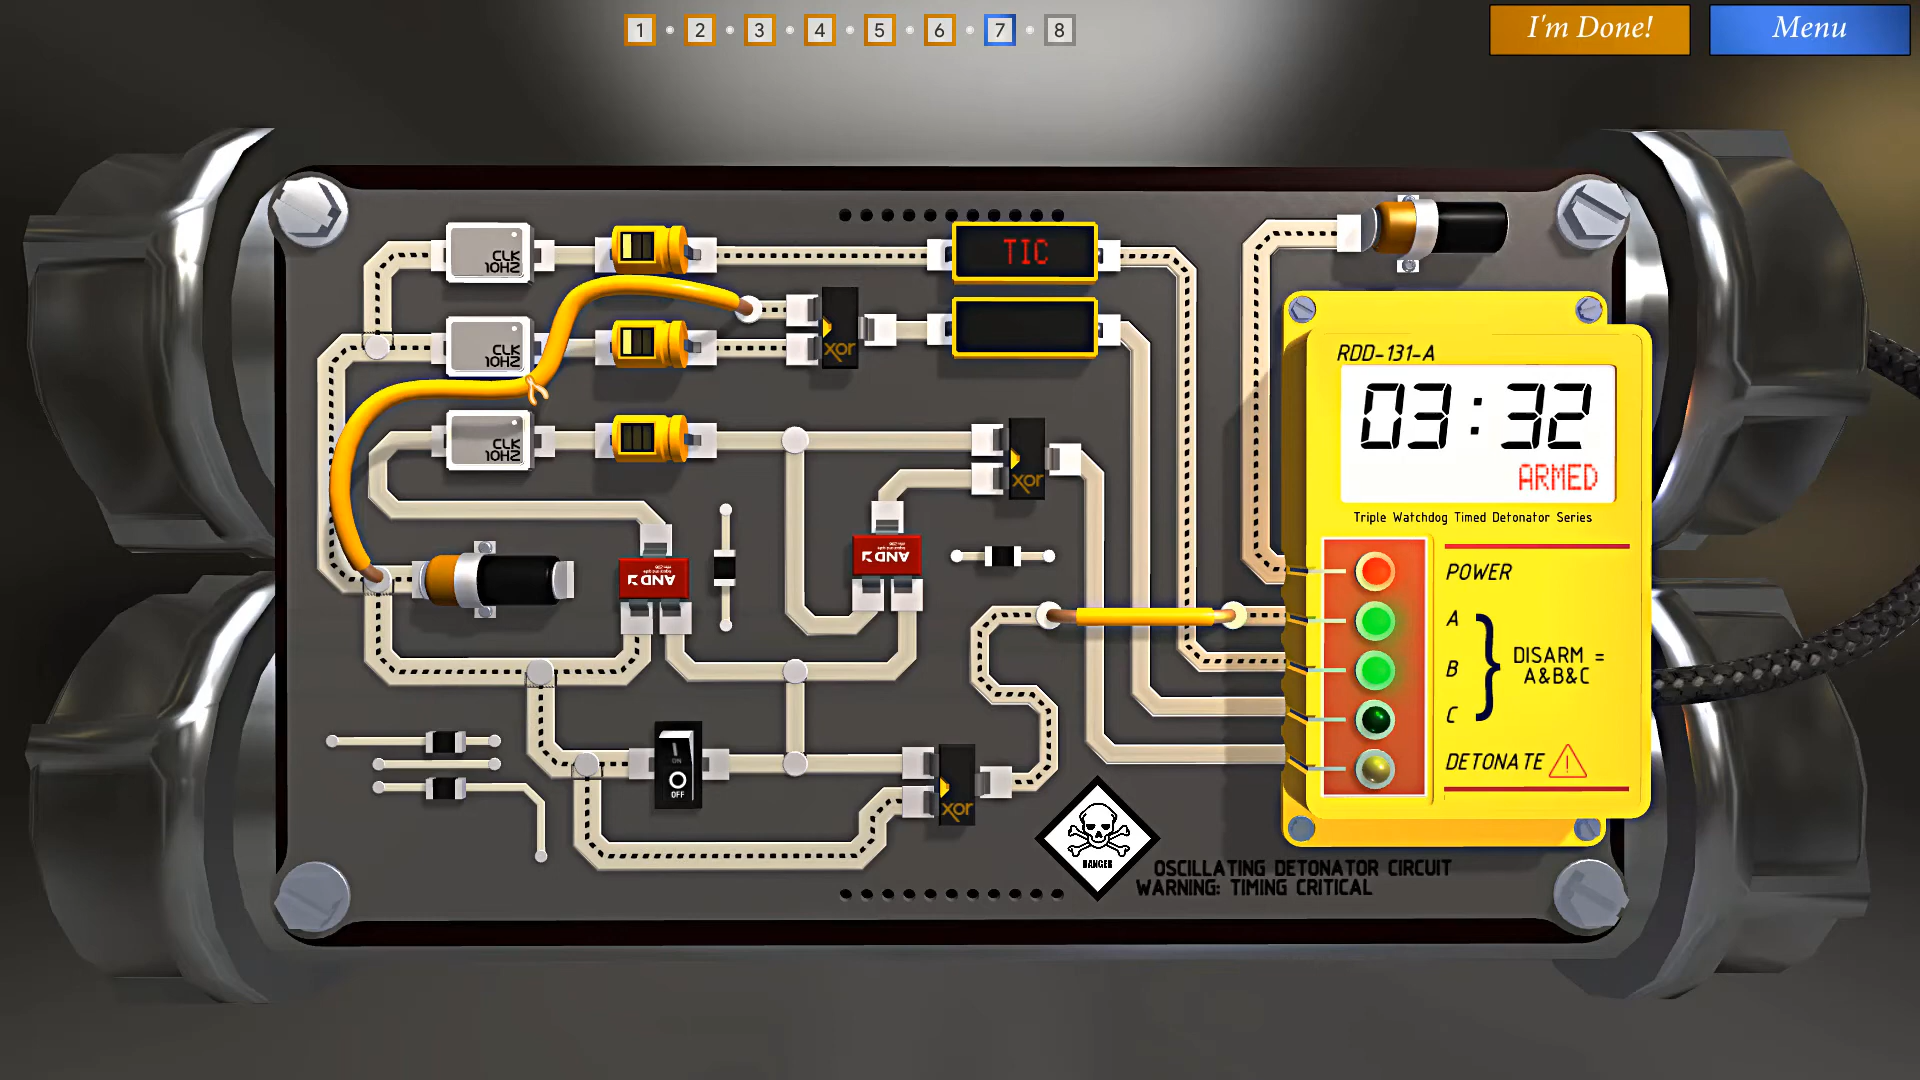 1 2 3 4 5 6 7 8
I'm Done!
Menu
CLK
10HZ
TIC
CLK
10HZ
xor
RDD-131-A
03:32
ARMED
Triple Watchdog Timed Detonator Series
CLK
10HZ
xor
AND
AND
POWER
A
B
C
DISARM =
A&B&C
DETONATE
I
ON
OFF
xor
DANGER
OSCILLATING DETONATOR CIRCUIT
WARNING: TIMING CRITICAL